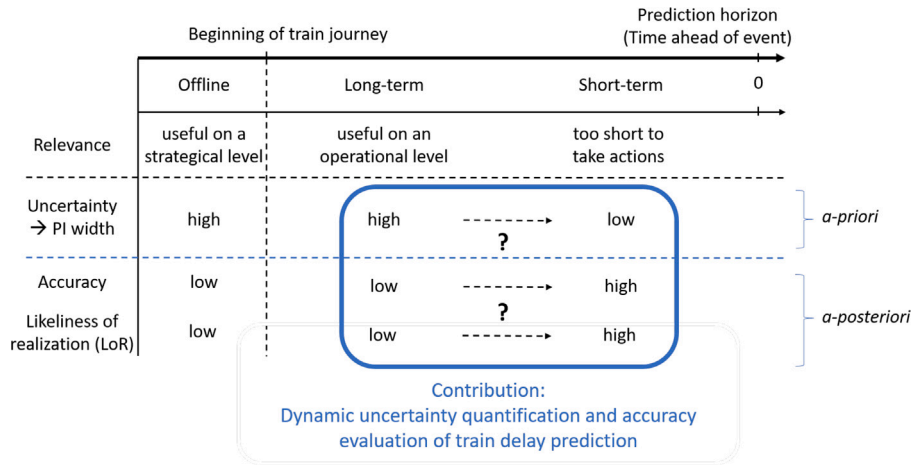 Prediction horizon
(Time ahead of event)
Beginning of train journey
Offline
Long-term
Short-term
0
Relevance
useful on a
strategical level
useful on an
operational level
too short to
take actions
Uncertainty
→ PI width
high
high
low
?
a-priori
Accuracy
low
low
high
?
Likeliness of
realization (LoR)
low
low
high
a-posteriori
Contribution:
Dynamic uncertainty quantification and accuracy
evaluation of train delay prediction